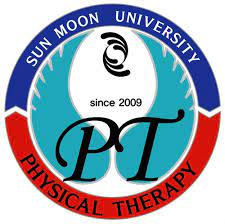 SUN MOON UNIVERSITY
since 2009
PT
PHYSICAL THERAPY